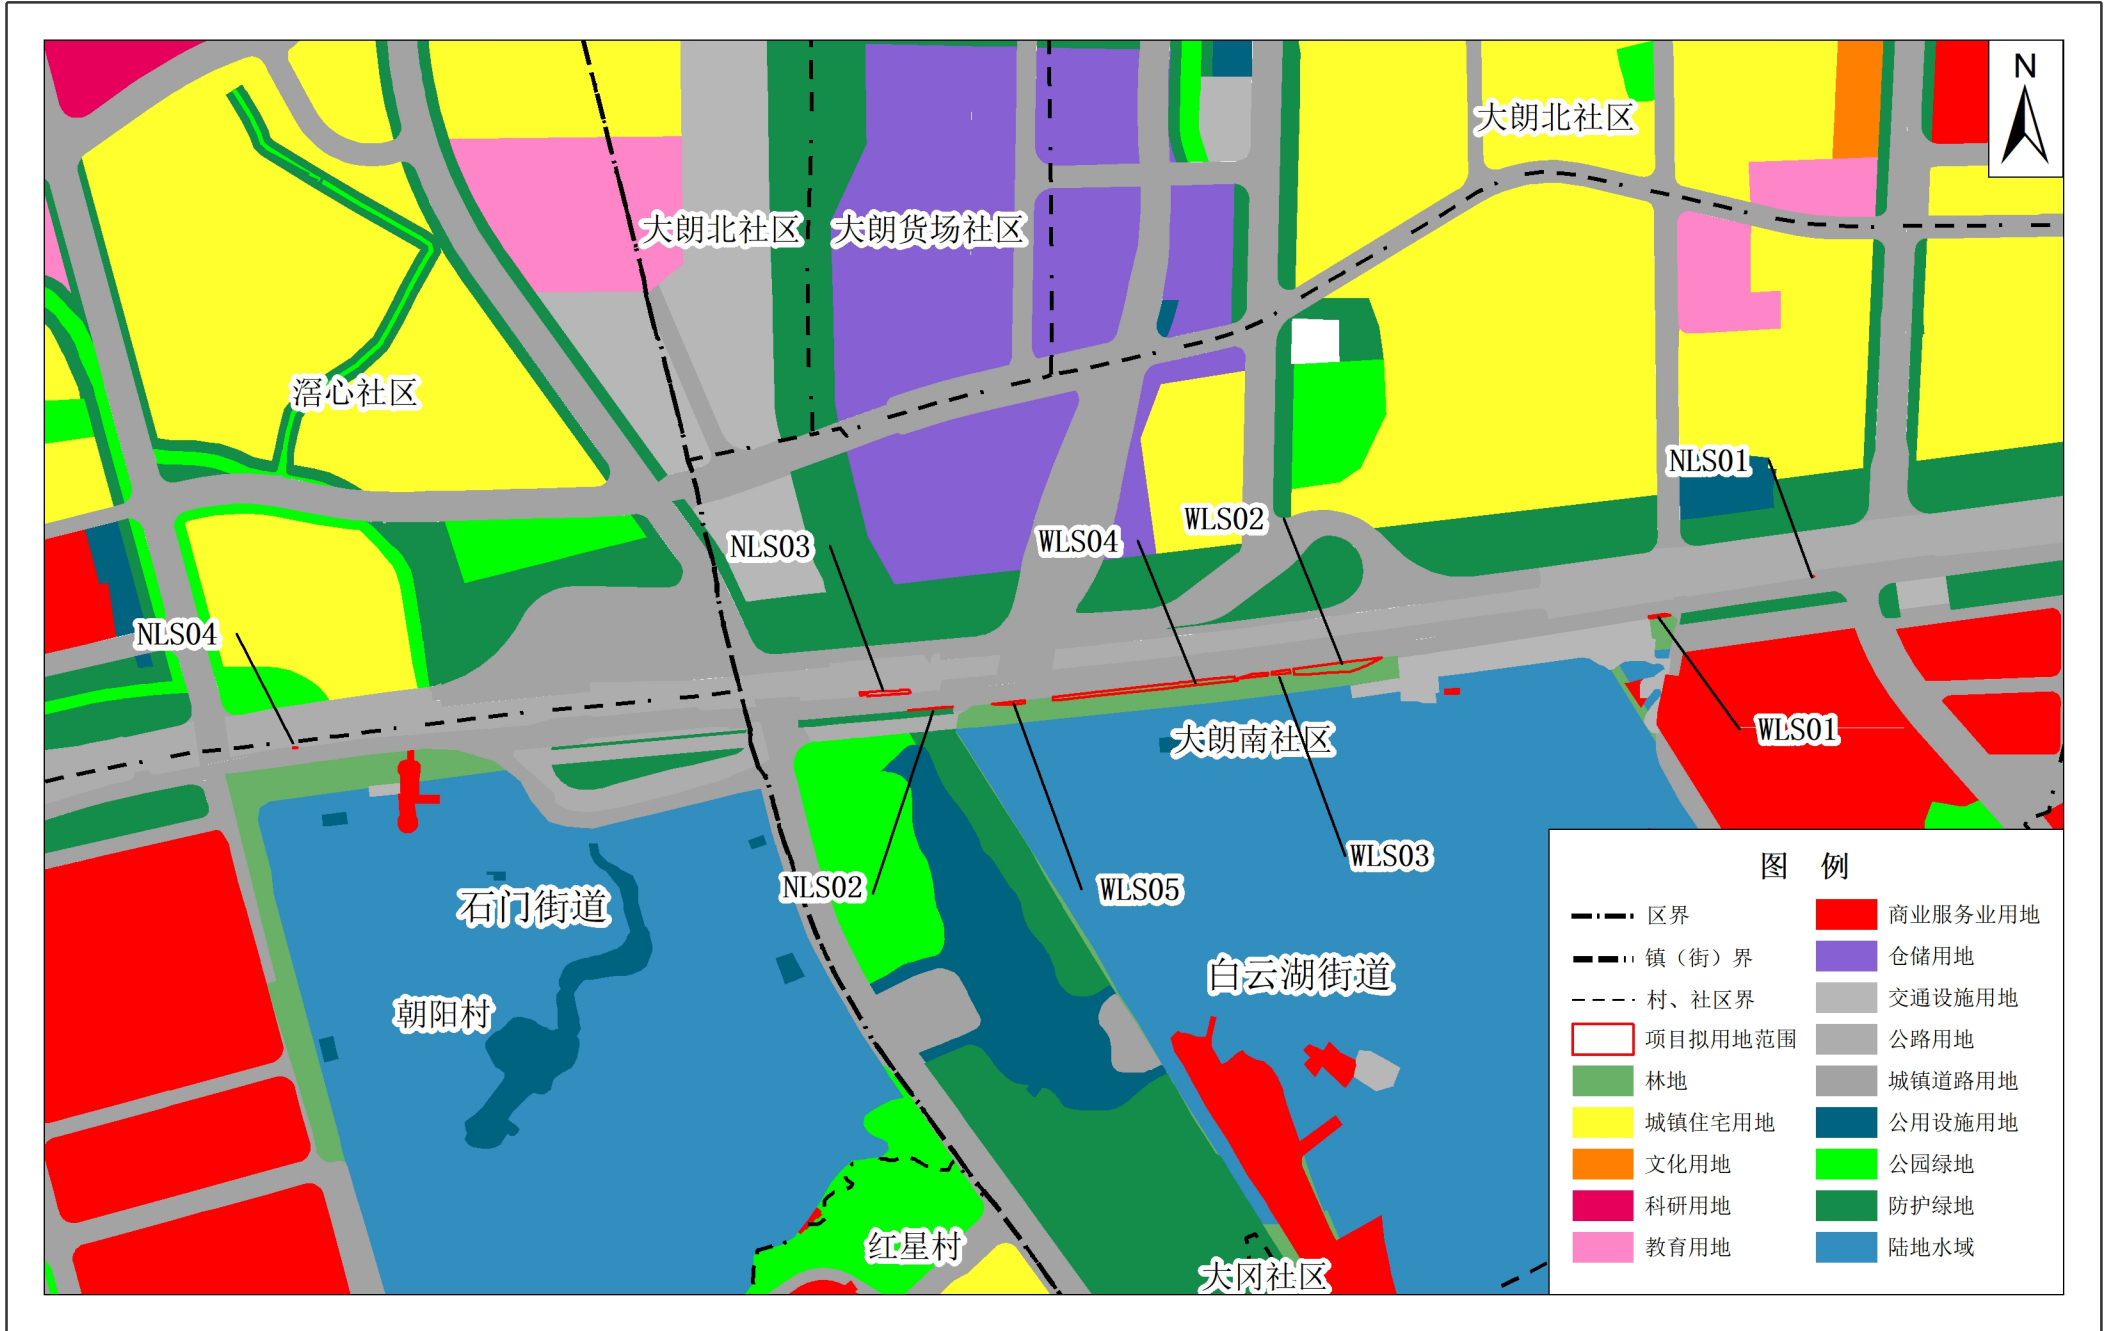 N
大朗北社区
大朗北社区
大朗货场社区
滘心社区
NLS01
WLS02
WLS04
NLS03
NLS04
WLS01
大朗南社区
WLS03
NLS02
WLS05
石门街道
白云湖街道
朝阳村
红星村
大冈社区
图 例
区界
商业服务业用地
镇（街）界
仓储用地
村、社区界
交通设施用地
项目拟用地范围
公路用地
林地
城镇道路用地
城镇住宅用地
公用设施用地
文化用地
公园绿地
科研用地
防护绿地
教育用地
陆地水域